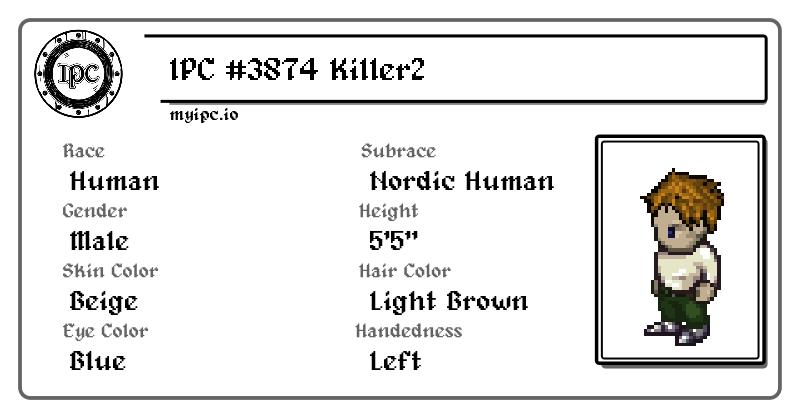 IPC
IPC #3874 Killer2
myipc.io
Race
Human
Subrace
Nordic Human
Gender
Male
Height
5'5"
Skin Color
Beige
Hair Color
Light Brown
Eye Color
Blue
Handedness
Left